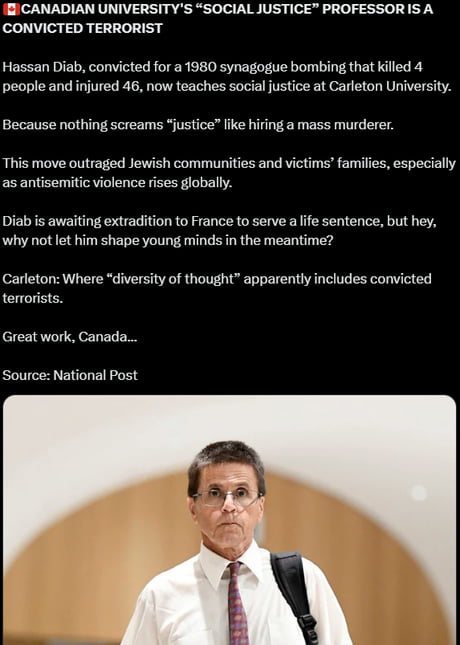 CANADIAN UNIVERSITY'S “SOCIAL JUSTICE” PROFESSOR IS A
CONVICTED TERRORIST
Hassan Diab, convicted for a 1980 synagogue bombing that killed 4
people and injured 46, now teaches social justice at Carleton University.
Because nothing screams “justice” like hiring a mass murderer.
This move outraged Jewish communities and victims’ families, especially
as antisemitic violence rises globally.
Diab is awaiting extradition to France to serve a life sentence, but hey,
why not let him shape young minds in the meantime?
Carleton: Where “diversity of thought” apparently includes convicted
terrorists.
Great work, Canada...
Source: National Post